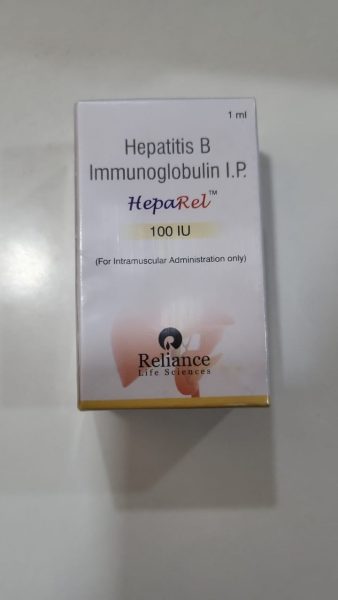 1 ml
Hepatitis B
Immunoglobulin I.P.
HepaRel™
100 IU
(For Intramuscular Administration only)
Reliance
Life Sciences